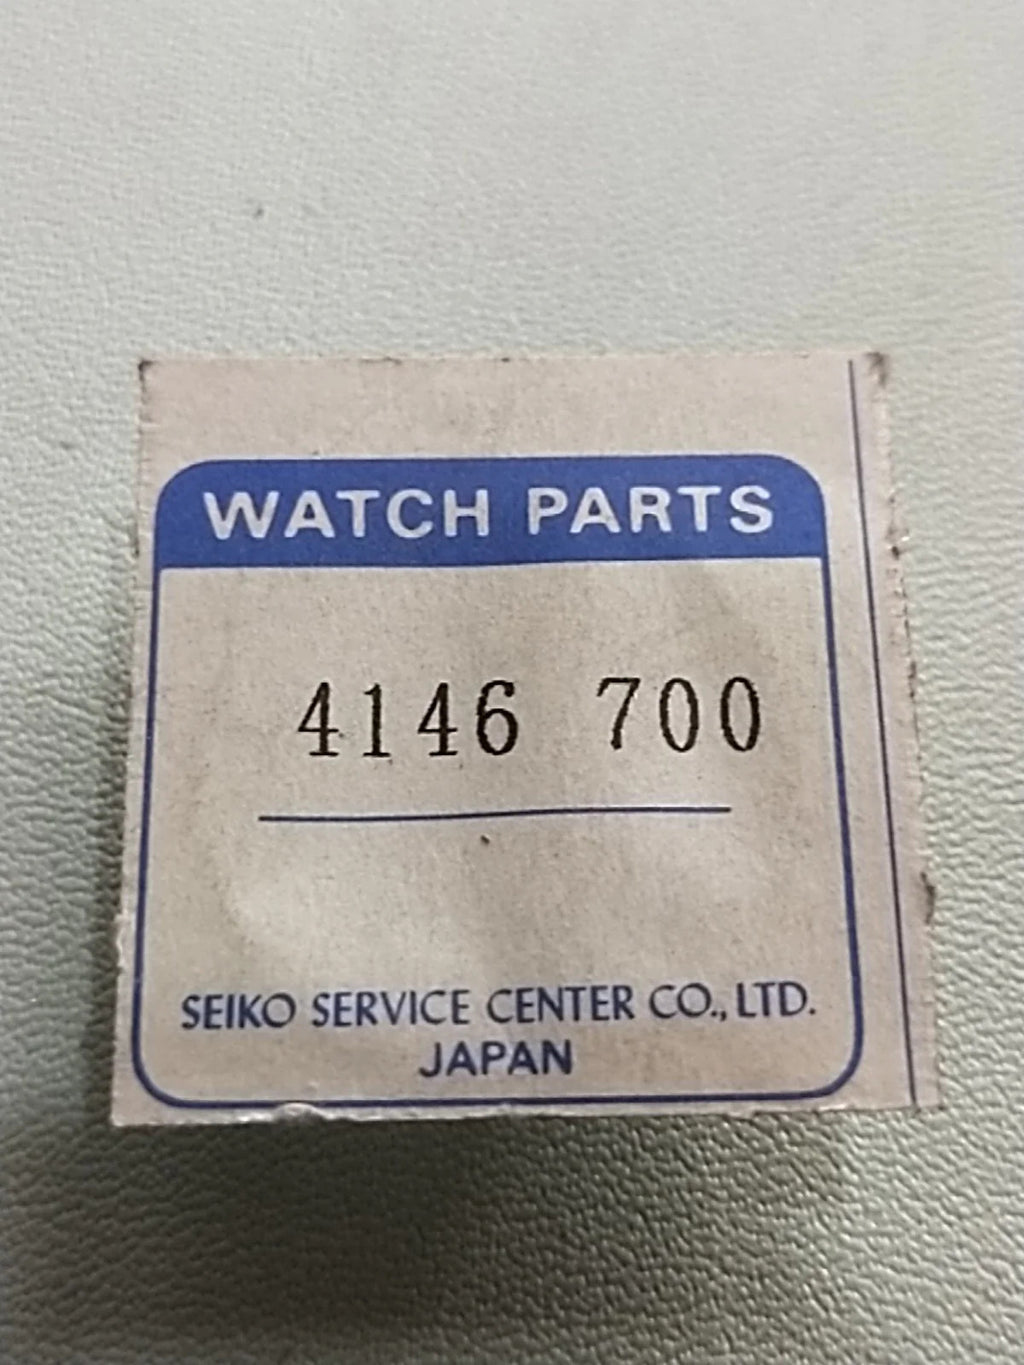 WATCH PARTS
4146 700
SEIKO SERVICE CENTER CO., LTD.
JAPAN